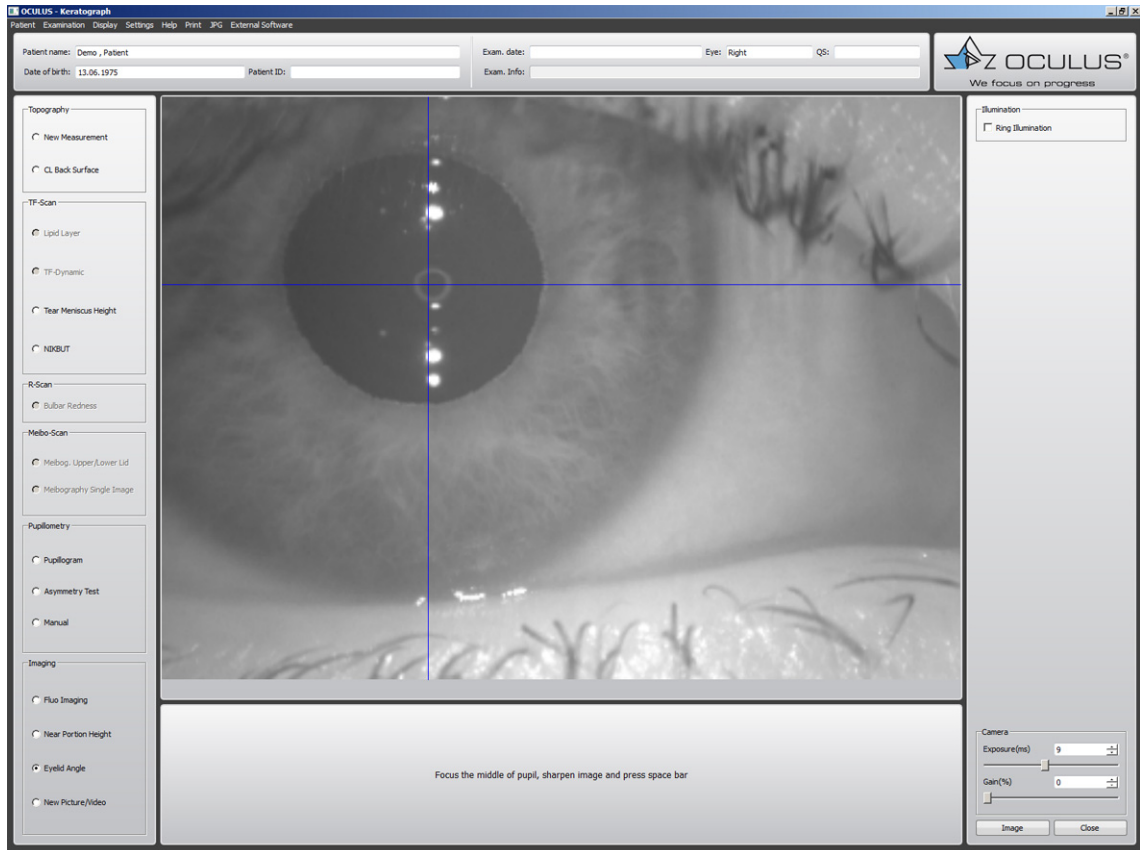 OCULUS - Keratograph
Patient Examination Display Settings Help Print JPG External Software
Patient name: Demo , Patient
Exam. date: Eye: Right QS:
Date of birth: 13.06.1975 Patient ID:
Exam. Info:
OCULUS®
We focus on progress
Topography
New Measurement
CL Back Surface
TF-Scan
Lipid Layer
TF-Dynamic
Tear Meniscus Height
NIKBUT
R-Scan
Bulbar Redness
Meibo-Scan
Meibog. Upper/Lower Lid
Meibography Single Image
Pupillometry
Pupillogram
Asymmetry Test
Manual
Imaging
Fluo Imaging
Near Portion Height
Eyelid Angle
New Picture/Video
Focus the middle of pupil, sharpen image and press space bar
Illumination
Ring Illumination
Camera
Exposure(ms) 9
Gain(%) 0
Image Close